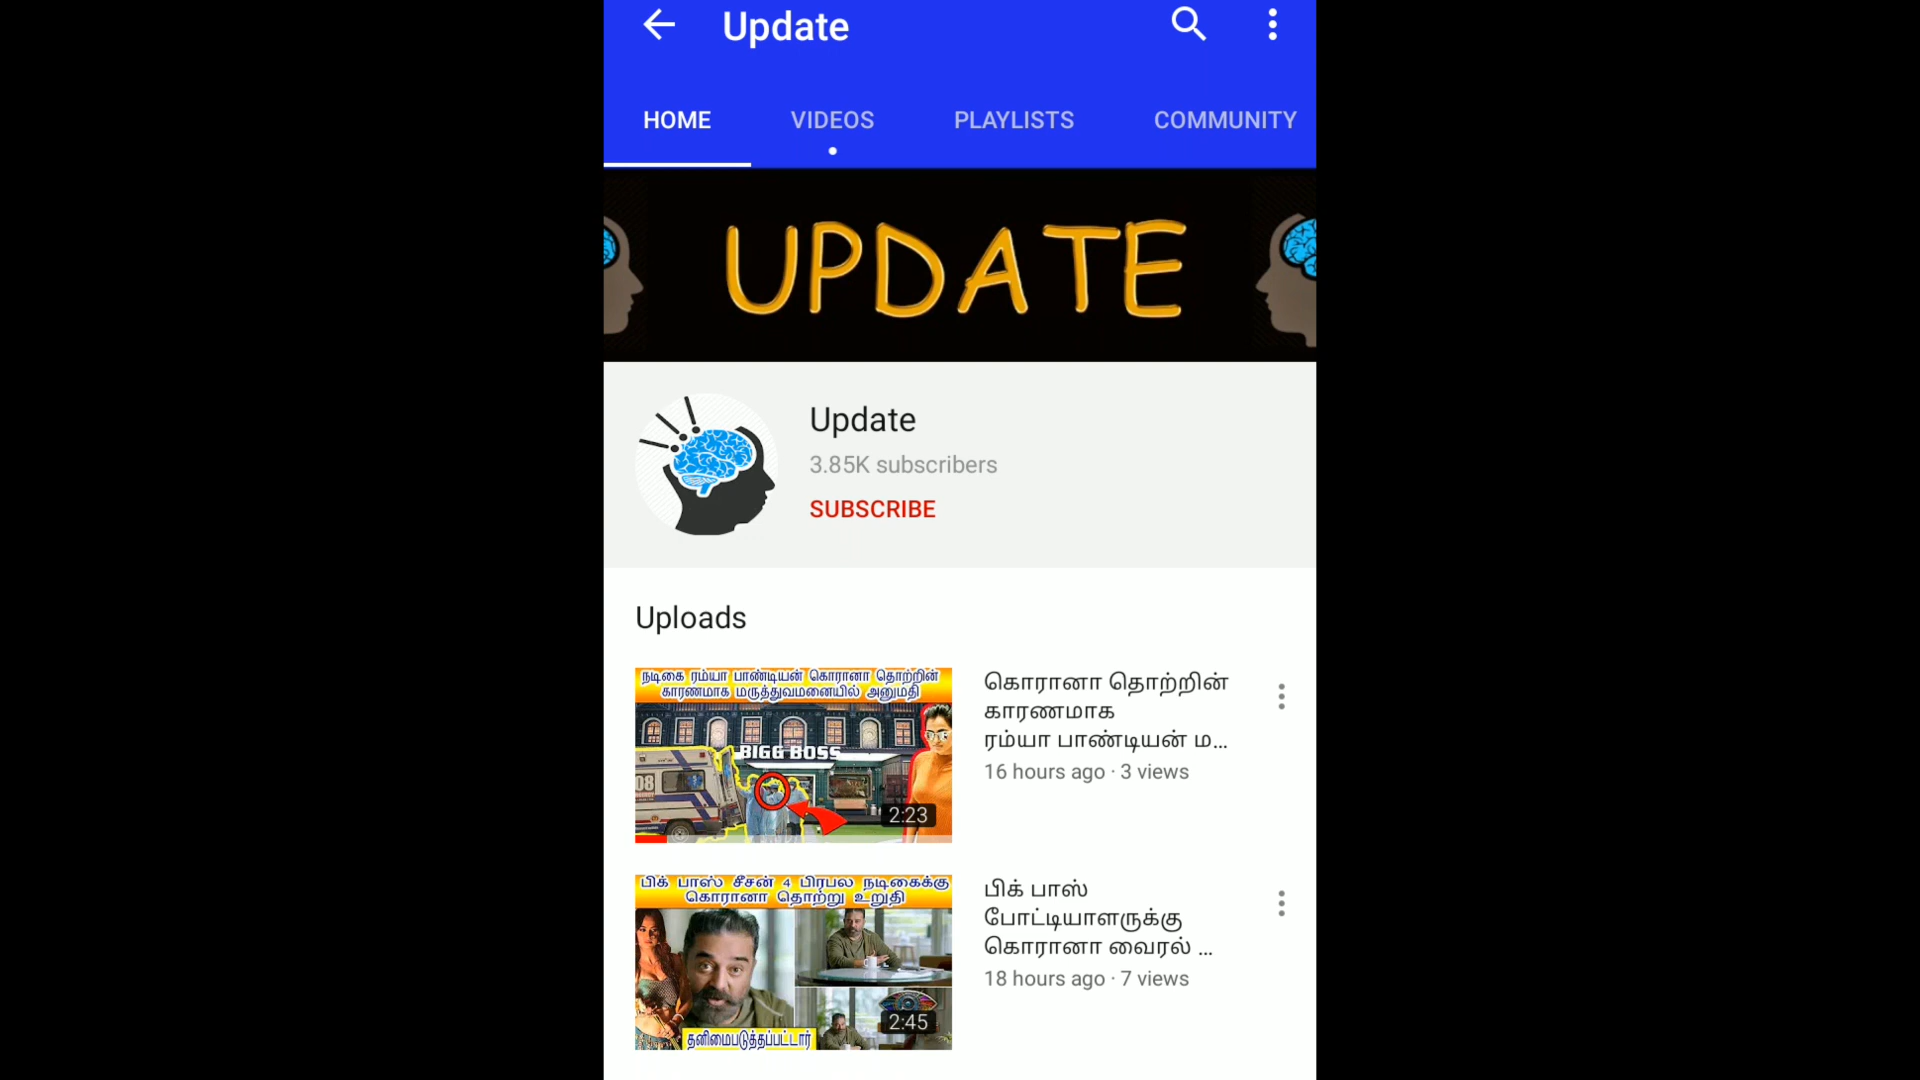 Update
HOME VIDEOS PLAYLISTS COMMUNITY
UPDATE
Update
3.85K subscribers
SUBSCRIBE
Uploads
நடிகை ரம்யா பாண்டியன் கொரானா தொற்றின்
காரணமாக மருத்துவமனையில் அனுமதி
BIGG BOSS
08
2:23
கொரானா தொற்றின்
காரணமாக
ரம்யா பாண்டியன் ம...
16 hours ago · 3 views
பிக் பாஸ் சீசன் 4 பிரபல நடிகைக்கு
கொரானா தொற்று உறுதி
தனிமைபடுத்தப்பட்டார்
2:45
பிக் பாஸ்
போட்டியாளருக்கு
கொரானா வைரல் ...
18 hours ago · 7 views